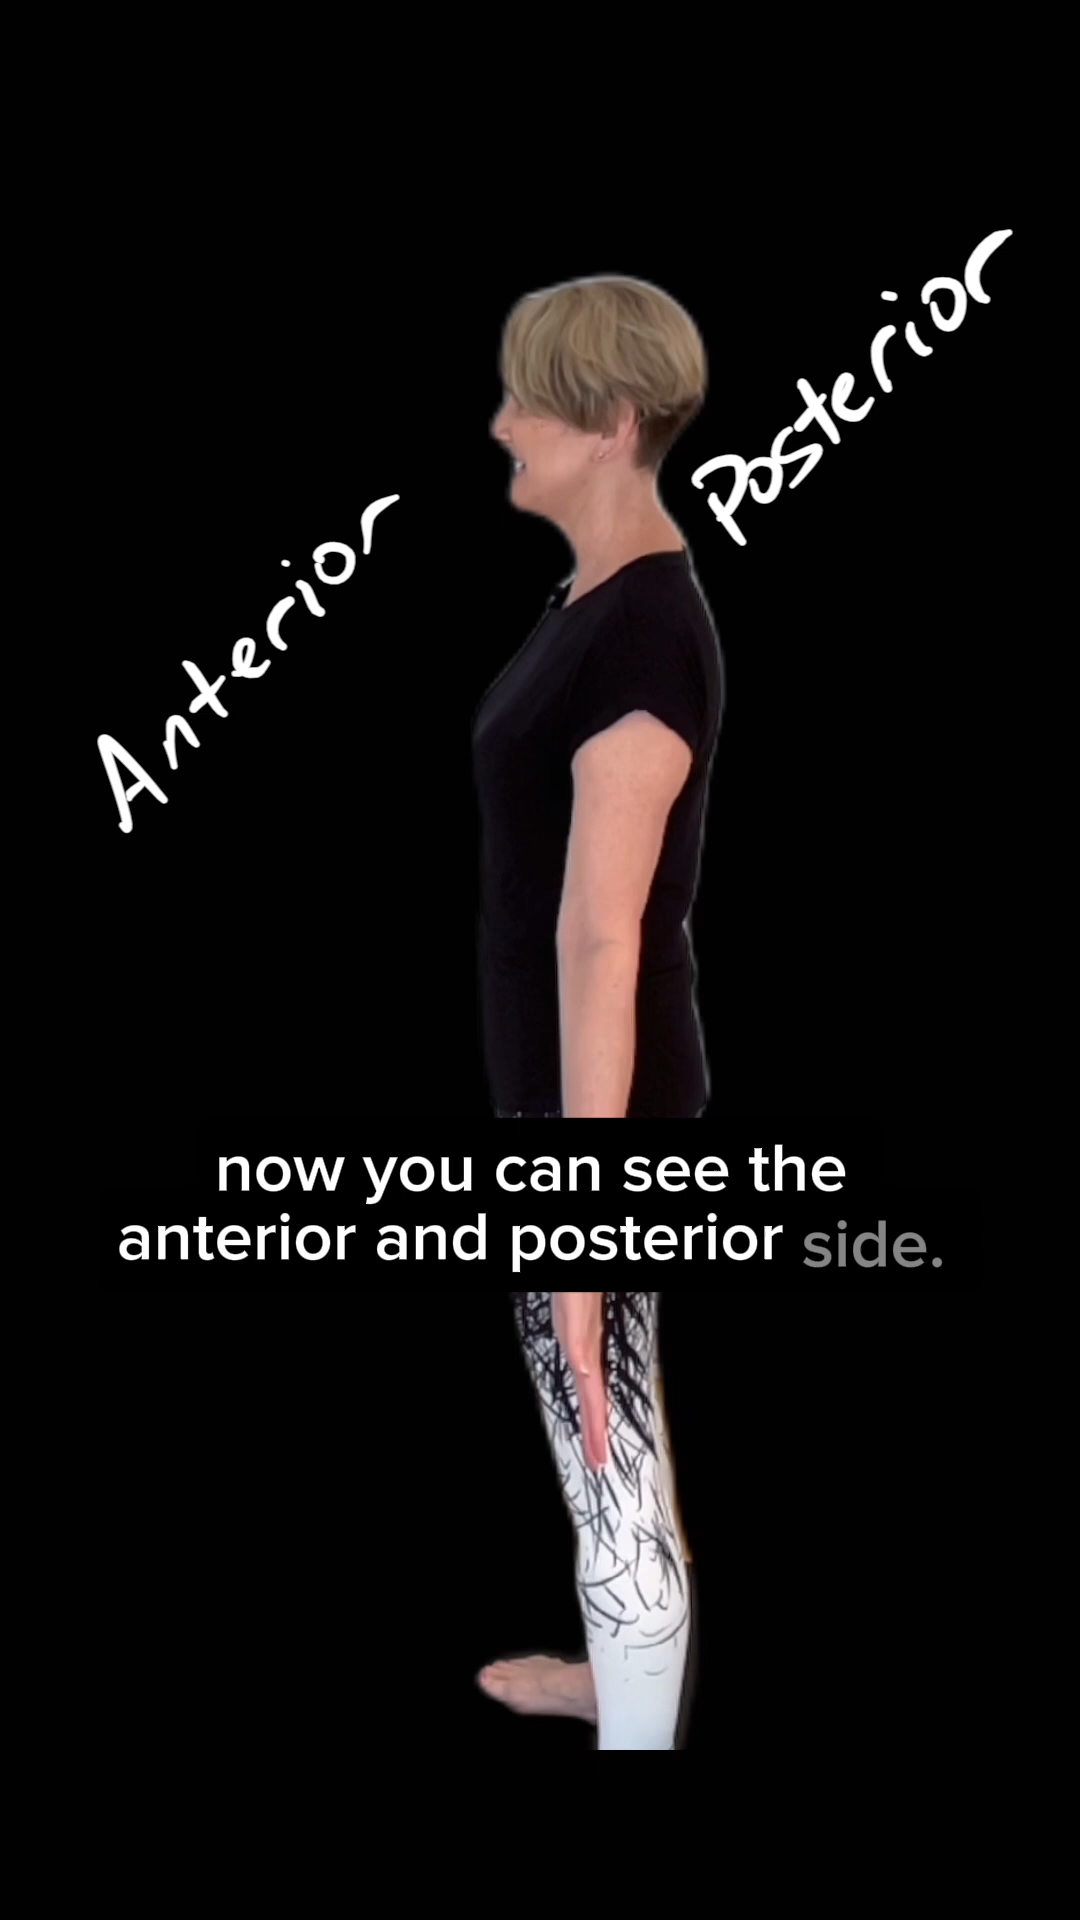 Posterior
Anterior
now you can see the
anterior and posterior side.